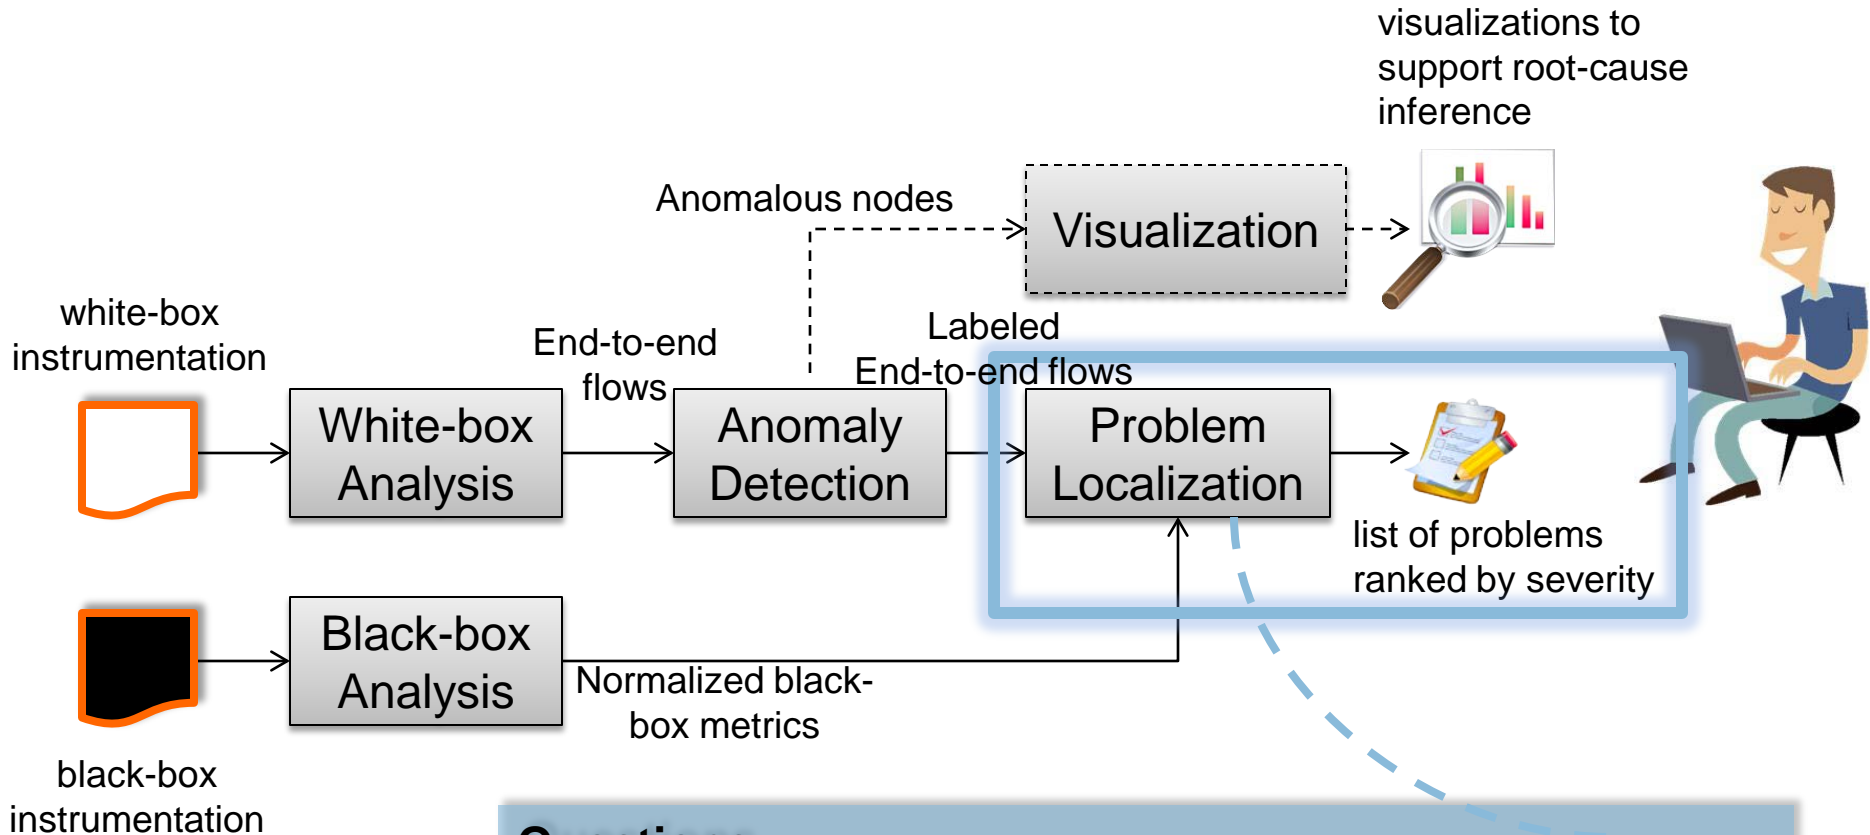 visualizations to
support root-cause
inference
Anomalous nodes
Visualization
white-box
instrumentation
End-to-end
flows
Labeled
End-to-end flows
White-box
Analysis
Anomaly
Detection
Problem
Localization
list of problems
ranked by severity
Black-box
Analysis
Normalized black-
box metrics
black-box
instrumentation